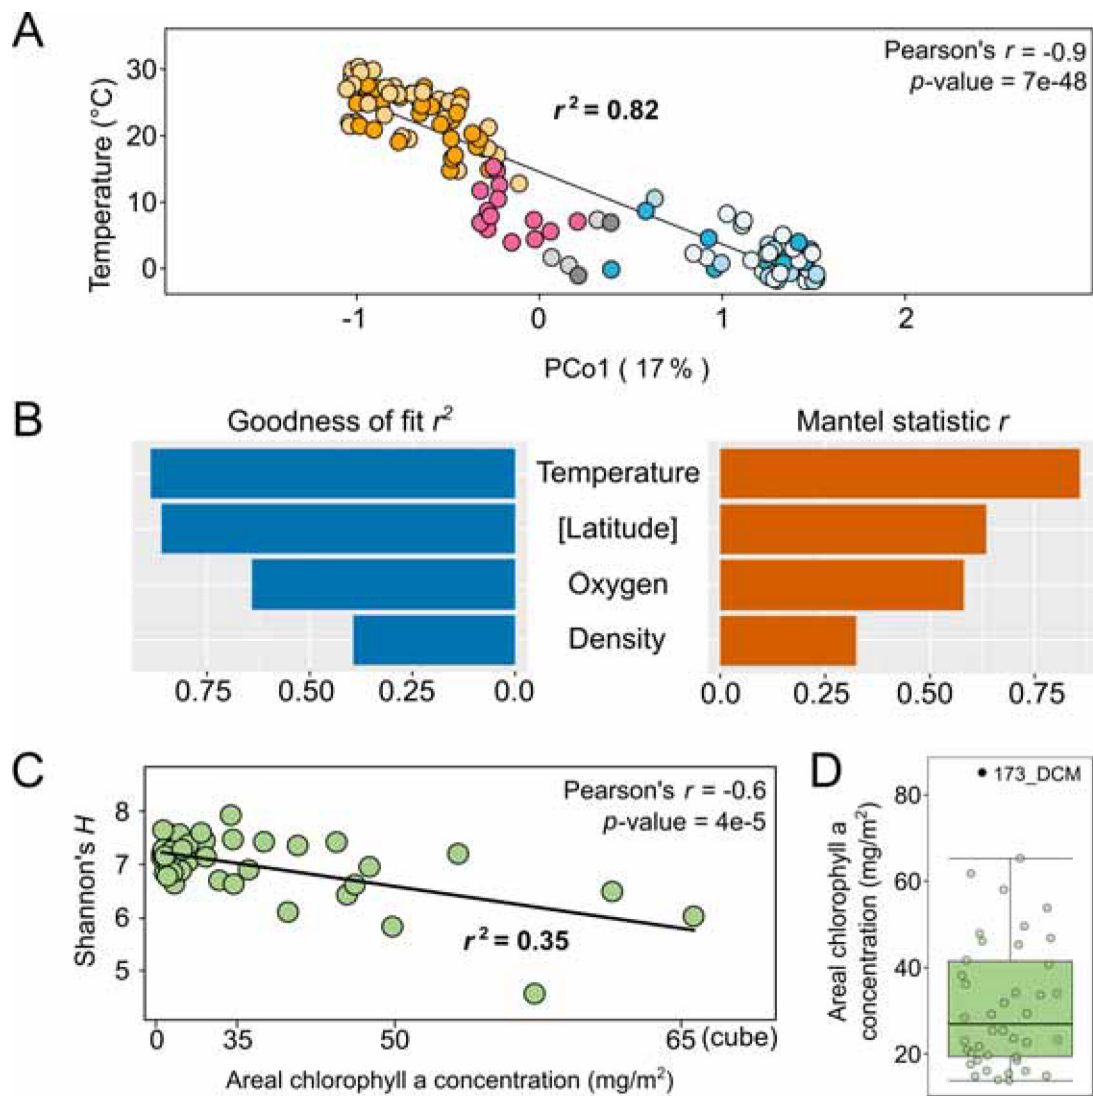 A
Pearson's r = -0.9
p-value = 7e-48
r² = 0.82
Temperature (°C)
30
20
10
0
-1 0 1 2
PCo1 ( 17 % )
B
Goodness of fit r² Mantel statistic r
Temperature
[Latitude]
Oxygen
Density
0.75 0.50 0.25 0.0 0.0 0.25 0.50 0.75
C
Pearson's r = -0.6
p-value = 4e-5
Shannon's H
8
7
6
5
r² = 0.35
0 35 50 65 (cube)
Areal chlorophyll a concentration (mg/m²)
D
173_DCM
Areal chlorophyll a
concentration (mg/m²)
80
60
40
20